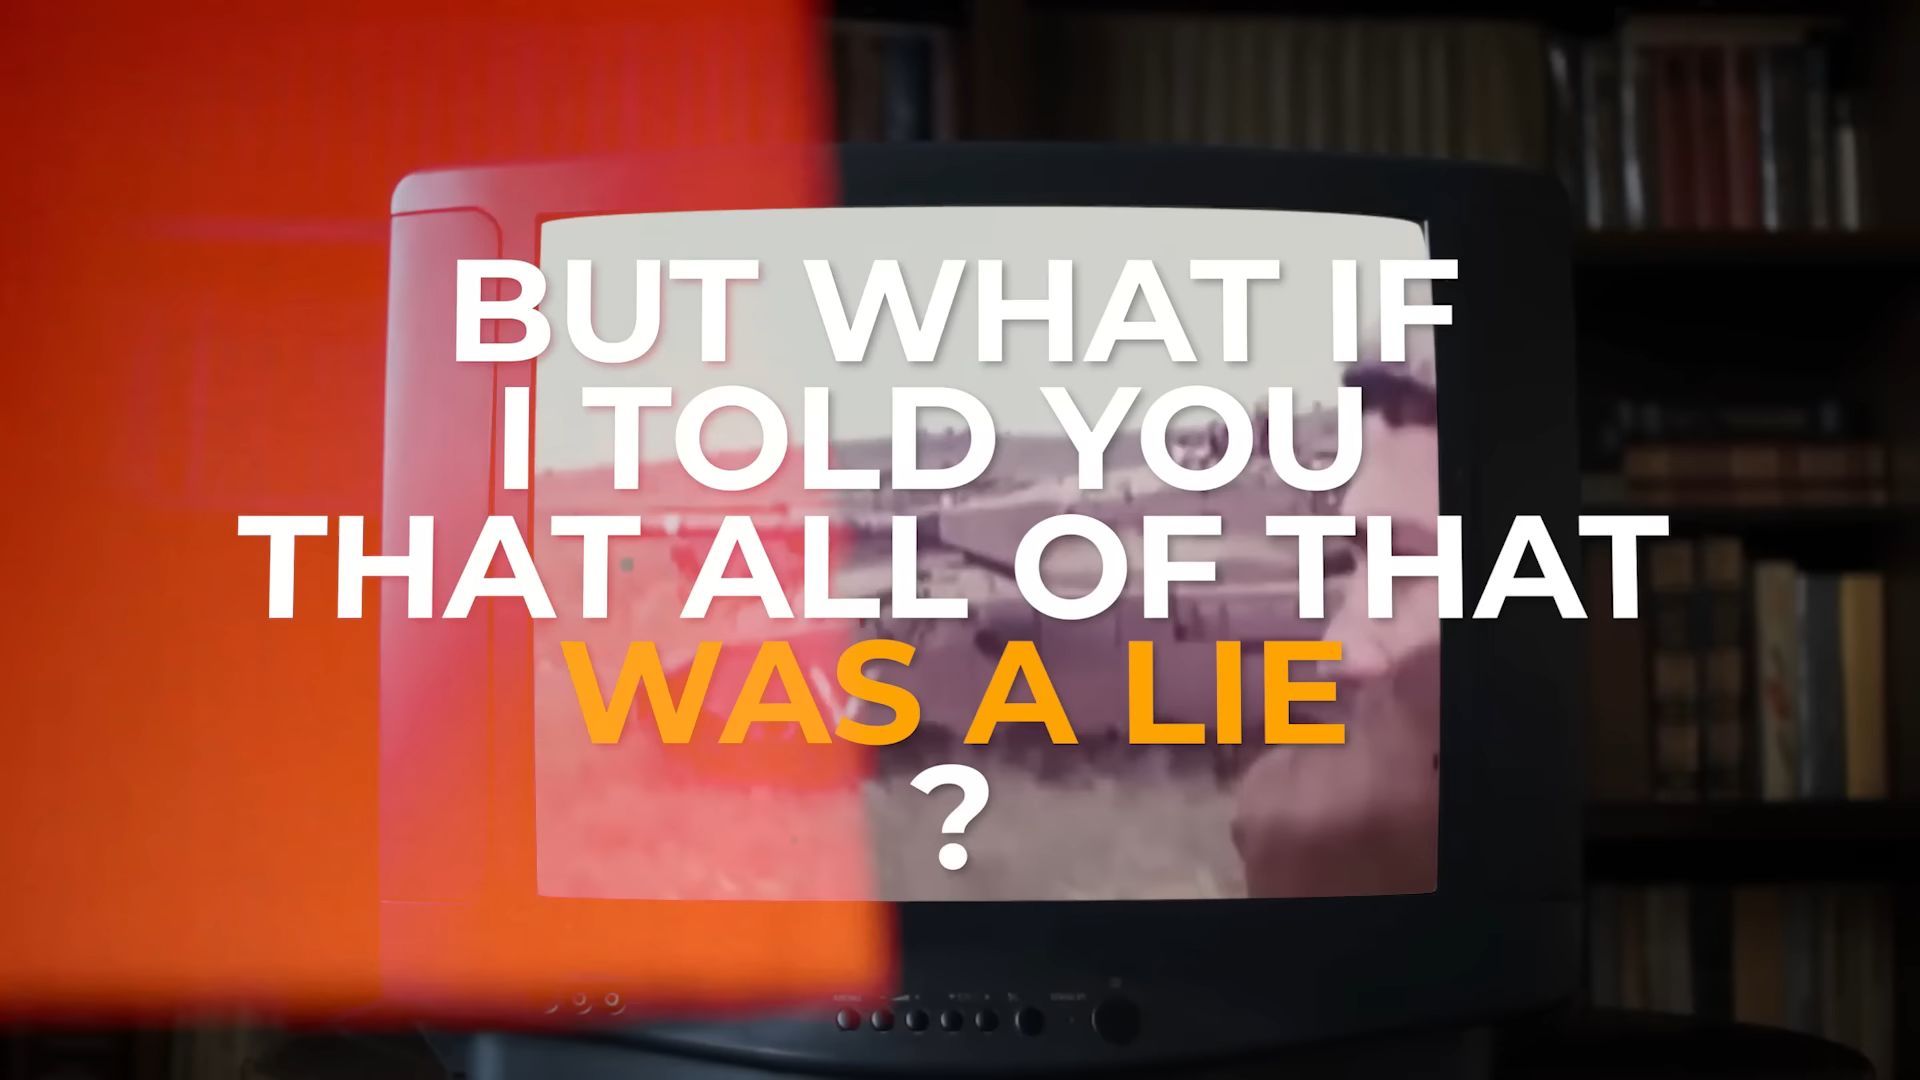 BUT WHAT IF
I TOLD YOU
THAT ALL OF THAT
WAS A LIE
?